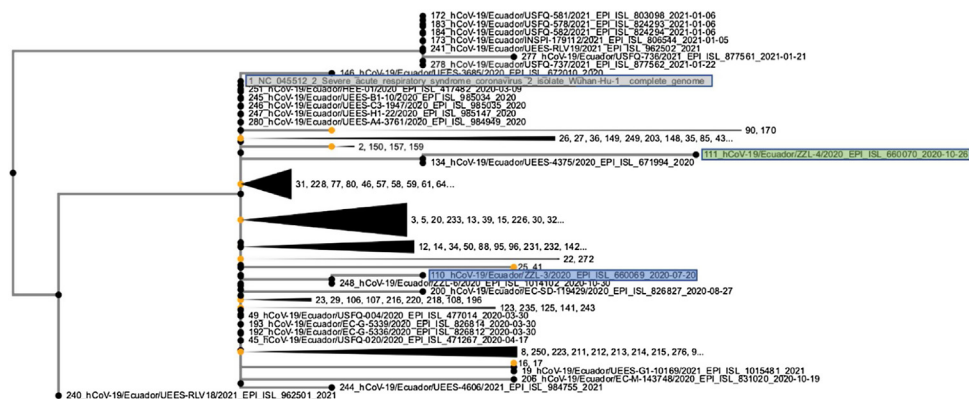 172_hCoV-19/Ecuador/USFQ-581/2021_EPI_ISL_803098_2021-01-06
183_hCoV-19/Ecuador/USFQ-578/2021_EPI_ISL_824293_2021-01-06
184_hCoV-19/Ecuador/USFQ-582/2021_EPI_ISL_824294_2021-01-06
173_hCoV-19/Ecuador/INSPI-179112/2021_EPI_ISL_806544_2021-01-05
241_hCoV-19/Ecuador/UEES-RLV19/2021_EPI_ISL_962502_2021
277_hCoV-19/Ecuador/USFQ-736/2021_EPI_ISL_877561_2021-01-21
278_hCoV-19/Ecuador/USFQ-737/2021_EPI_ISL_877562_2021-01-22
146_hCoV-19/Ecuador/UEES-3685/2020_EPI_ISL_672010_2020
1_NC_045512_2_Severe_acute_respiratory_syndrome_coronavirus_2_isolate_Wuhan-Hu-1__complete_genome
251_hCoV-19/Ecuador/HEE-01/2020_EPI_ISL_417482_2020-03-09
245_hCoV-19/Ecuador/UEES-B1-10/2020_EPI_ISL_985034_2020
246_hCoV-19/Ecuador/UEES-C3-1947/2020_EPI_ISL_985035_2020
247_hCoV-19/Ecuador/UEES-H1-22/2020_EPI_ISL_985147_2020
280_hCoV-19/Ecuador/UEES-A4-3761/2020_EPI_ISL_984949_2020
90, 170
26, 27, 36, 149, 249, 203, 148, 35, 85, 43...
2, 150, 157, 159
111_hCoV-19/Ecuador/ZZL-4/2020_EPI_ISL_660070_2020-10-26
134_hCoV-19/Ecuador/UEES-4375/2020_EPI_ISL_671994_2020
31, 228, 77, 80, 46, 57, 58, 59, 61, 64...
3, 5, 20, 233, 13, 39, 15, 226, 30, 32...
12, 14, 34, 50, 88, 95, 96, 231, 232, 142...
22, 272
25, 41
110_hCoV-19/Ecuador/ZZL-3/2020_EPI_ISL_660069_2020-07-20
248_hCoV-19/Ecuador/ZZL-6/2020_EPI_ISL_1014102_2020-10-30
200_hCoV-19/Ecuador/EC-SD-119429/2020_EPI_ISL_826827_2020-08-27
23, 29, 106, 107, 216, 220, 218, 108, 196
123, 235, 125, 141, 243
49_hCoV-19/Ecuador/USFQ-004/2020_EPI_ISL_477014_2020-03-30
193_hCoV-19/Ecuador/EC-G-5339/2020_EPI_ISL_826814_2020-03-30
192_hCoV-19/Ecuador/EC-G-5336/2020_EPI_ISL_826812_2020-03-30
45_hCoV-19/Ecuador/USFQ-020/2020_EPI_ISL_471267_2020-04-17
8, 250, 223, 211, 212, 213, 214, 215, 276, 9...
16, 17
19_hCoV-19/Ecuador/UEES-G1-10169/2021_EPI_ISL_1015481_2021
206_hCoV-19/Ecuador/EC-M-143748/2020_EPI_ISL_831020_2020-10-19
244_hCoV-19/Ecuador/UEES-4606/2021_EPI_ISL_984755_2021
240_hCoV-19/Ecuador/UEES-RLV18/2021_EPI_ISL_962501_2021